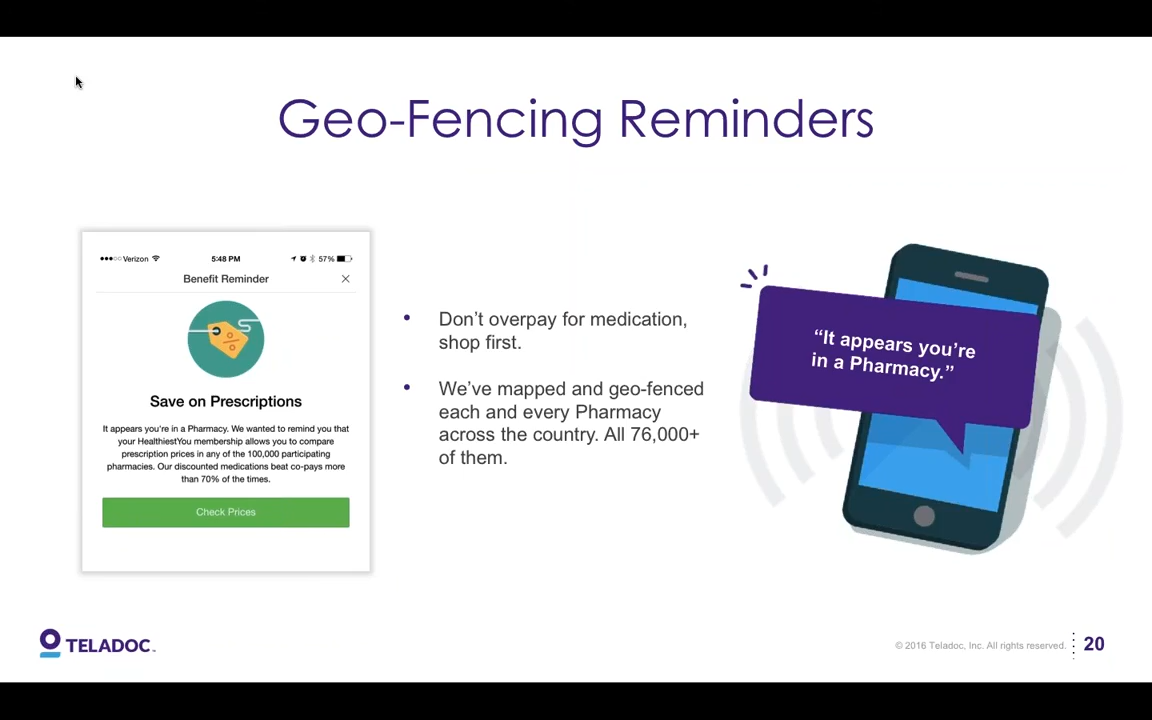 Geo-Fencing Reminders
●●●○○ Verizon 5:48 PM 57%
Benefit Reminder
Save on Prescriptions
It appears you're in a Pharmacy. We wanted to remind you that
your HealthiestYou membership allows you to compare
prescription prices in any of the 100,000 participating
pharmacies. Our discounted medications beat co-pays more
than 70% of the times.
Check Prices
• Don't overpay for medication,
shop first.
• We've mapped and geo-fenced
each and every Pharmacy
across the country. All 76,000+
of them.
“It appears you're
in a Pharmacy.”
TELADOC™
© 2016 Teladoc, Inc. All rights reserved. 20